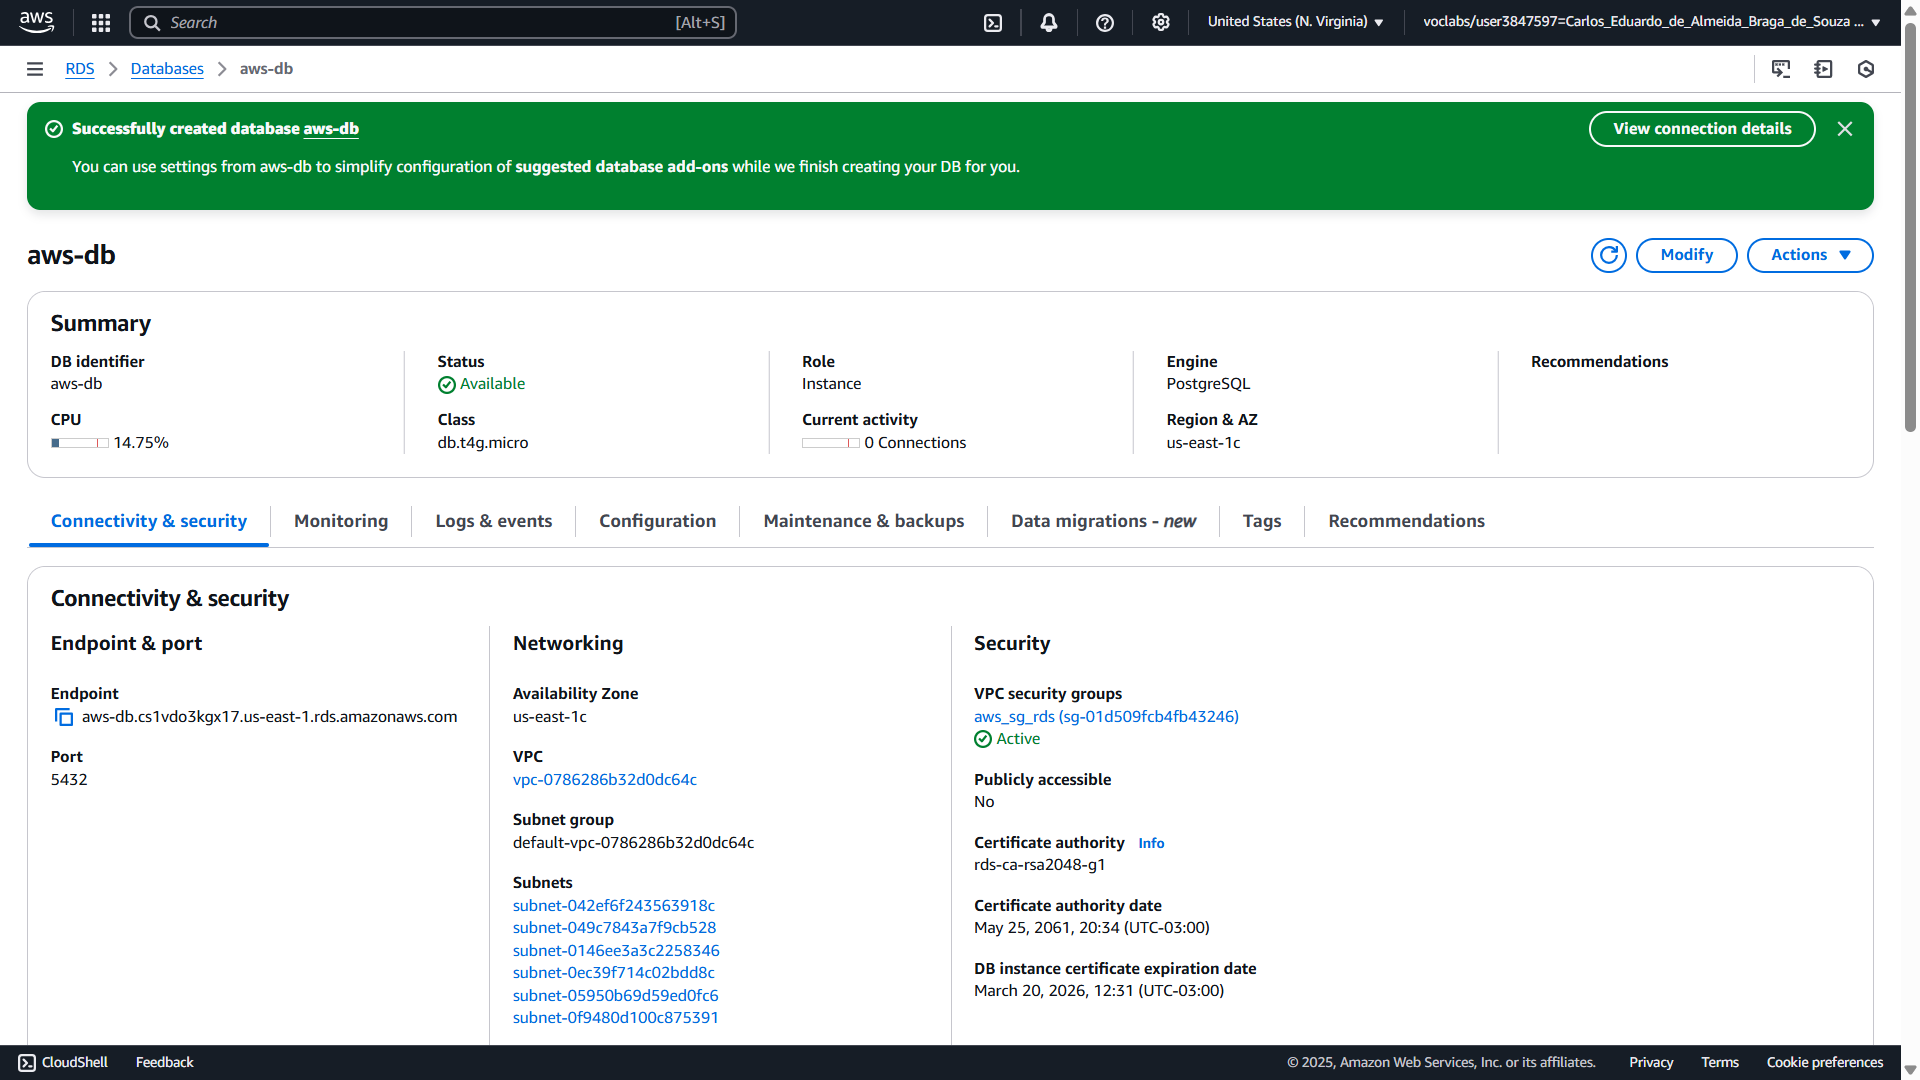 aws
Search [Alt+S]
United States (N. Virginia)
voclabs/user3847597=Carlos_Eduardo_de_Almeida_Braga_de_Souza ...
RDS > Databases > aws-db
Successfully created database aws-db
View connection details
You can use settings from aws-db to simplify configuration of suggested database add-ons while we finish creating your DB for you.
aws-db
Modify
Actions
Summary
DB identifier
aws-db
Status
Available
Role
Instance
Engine
PostgreSQL
Recommendations
CPU
14.75%
Class
db.t4g.micro
Current activity
0 Connections
Region & AZ
us-east-1c
Connectivity & security
Monitoring
Logs & events
Configuration
Maintenance & backups
Data migrations - new
Tags
Recommendations
Connectivity & security
Endpoint & port
Endpoint
aws-db.cs1vdo3kgx17.us-east-1.rds.amazonaws.com
Port
5432
Networking
Availability Zone
us-east-1c
VPC
vpc-0786286b32d0dc64c
Subnet group
default-vpc-0786286b32d0dc64c
Subnets
subnet-042ef6f243563918c
subnet-049c7843a7f9cb528
subnet-0146ee3a3c2258346
subnet-0ec39f714c02bdd8c
subnet-05950b69d59ed0fc6
subnet-0f9480d100c875391
Security
VPC security groups
aws_sg_rds (sg-01d509fcb4fb43246)
Active
Publicly accessible
No
Certificate authority Info
rds-ca-rsa2048-g1
Certificate authority date
May 25, 2061, 20:34 (UTC-03:00)
DB instance certificate expiration date
March 20, 2026, 12:31 (UTC-03:00)
CloudShell
Feedback
© 2025, Amazon Web Services, Inc. or its affiliates.
Privacy
Terms
Cookie preferences